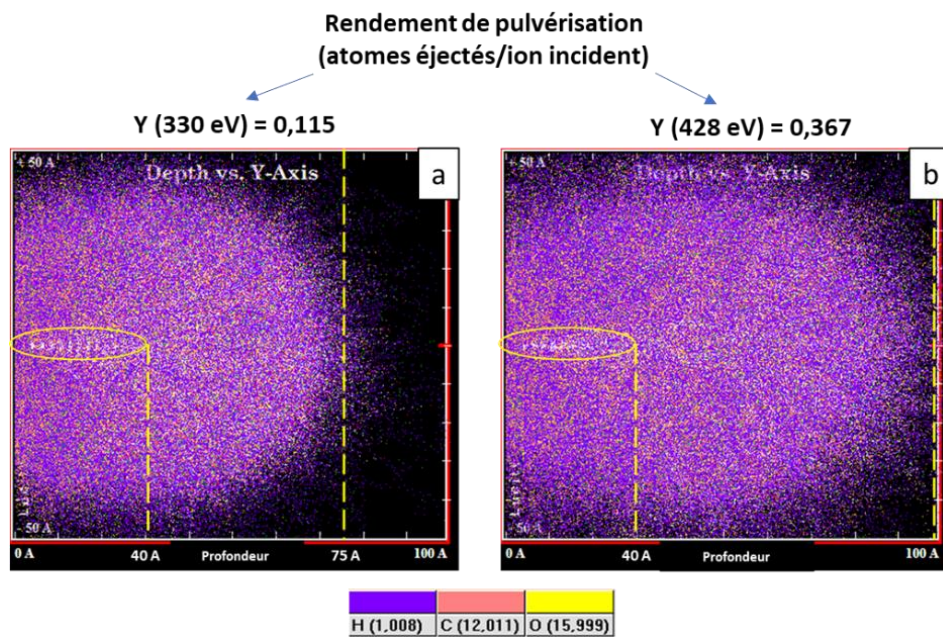 Rendement de pulvérisation
(atomes éjectés/ion incident)
Y (330 eV) = 0,115
Y (428 eV) = 0,367
+ 50 A
Depth vs. Y-Axis
a
- 50 A
0 A
40 A
Profondeur
75 A
100 A
+ 50 A
Depth vs. Y-Axis
b
- 50 A
0 A
40 A
Profondeur
100 A
H (1,008)
C (12,011)
O (15,999)